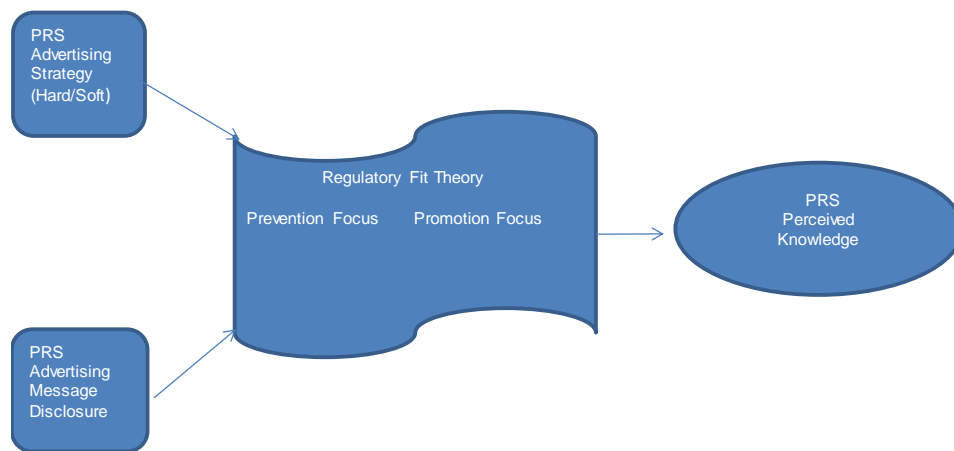 PRS
Advertising
Strategy
(Hard/Soft)
Regulatory Fit Theory
Prevention Focus Promotion Focus
PRS
Perceived
Knowledge
PRS
Advertising
Message
Disclosure